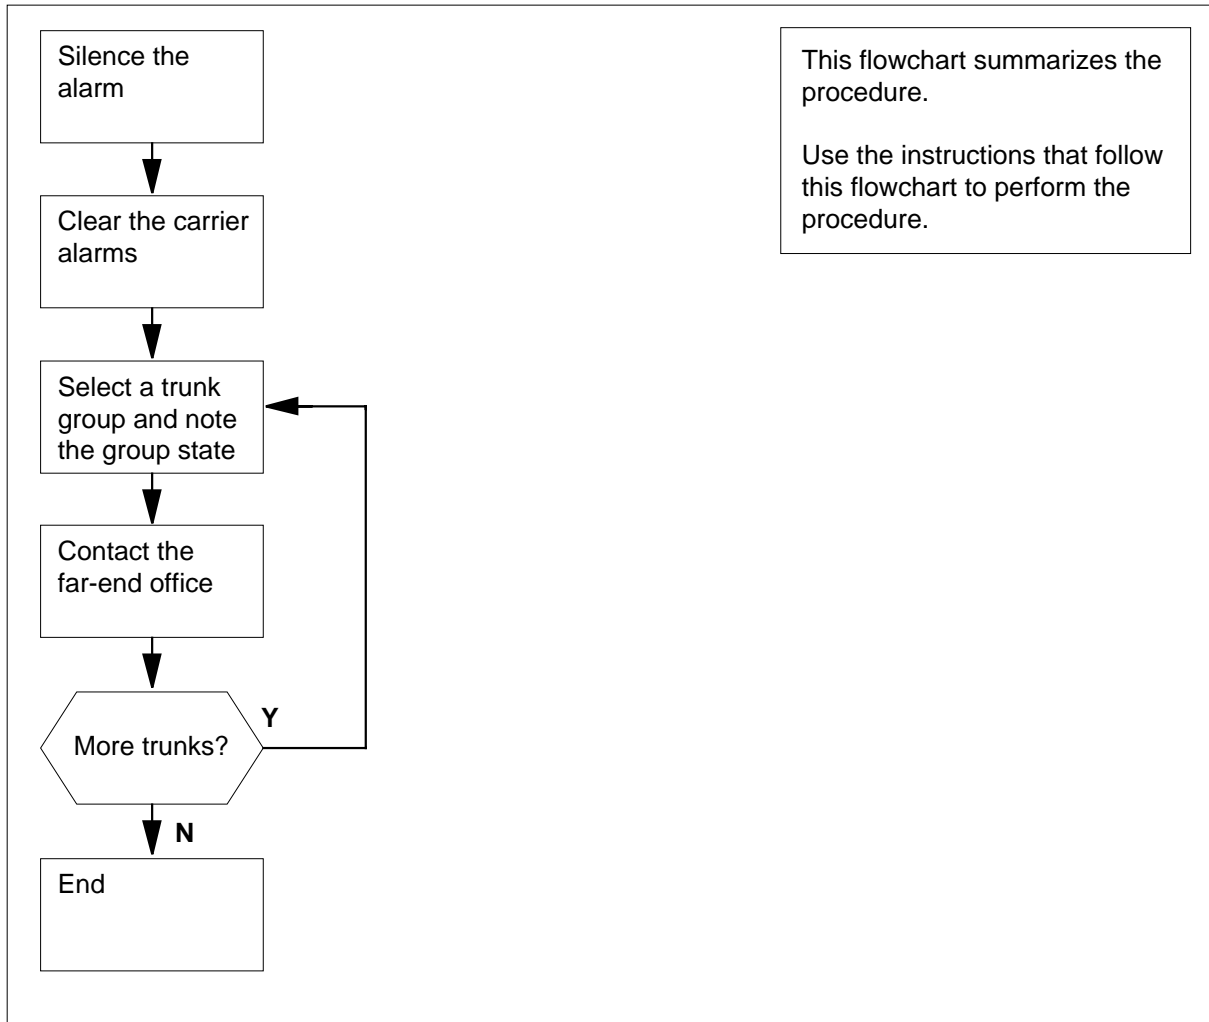 Silence the
alarm
This flowchart summarizes the
procedure.
Use the instructions that follow
this flowchart to perform the
procedure.
Clear the carrier
alarms
Select a trunk
group and note
the group state
Contact the
far-end office
More trunks?
Y
N
End